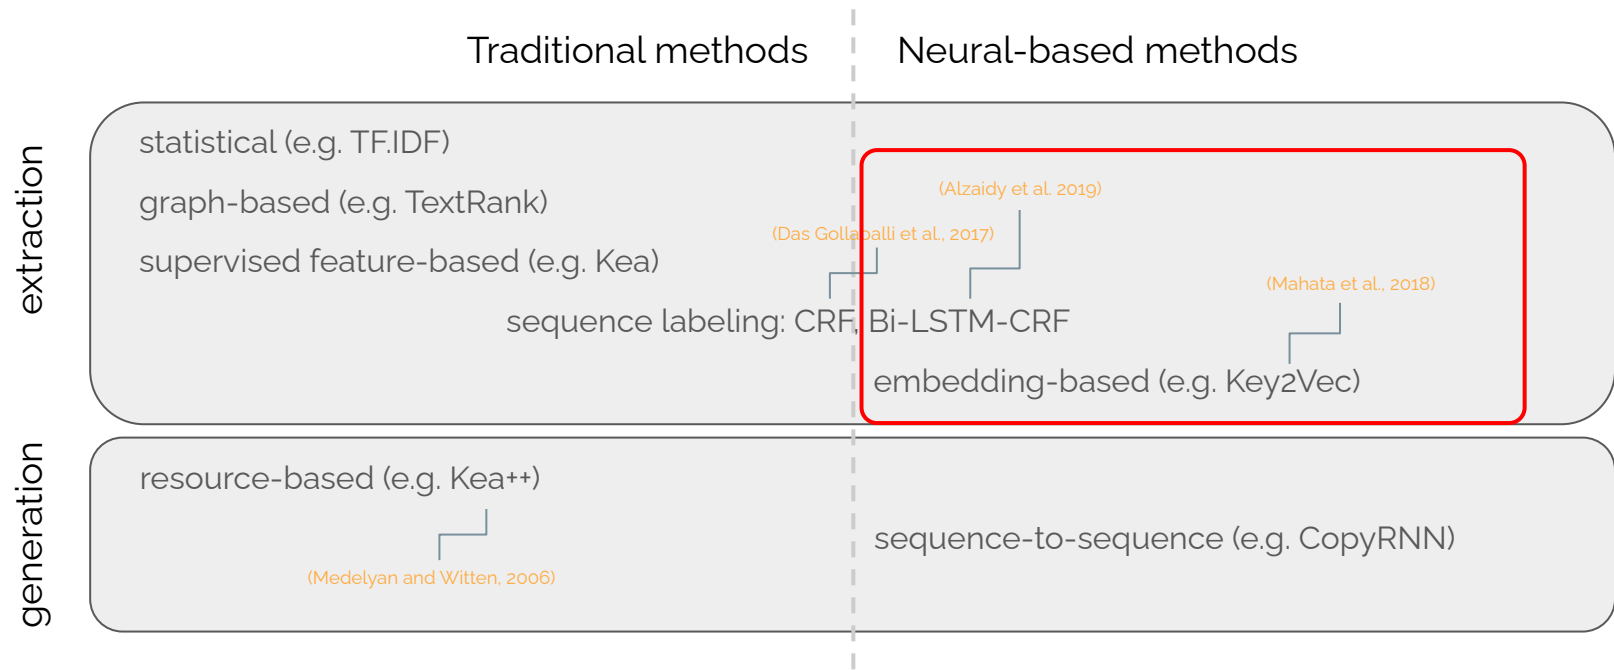 Traditional methods
Neural-based methods
extraction
statistical (e.g. TF.IDF)
graph-based (e.g. TextRank)
supervised feature-based (e.g. Kea)
(Alzaidy et al. 2019)
(Das Gollapalli et al., 2017)
(Mahata et al., 2018)
sequence labeling: CRF, Bi-LSTM-CRF
embedding-based (e.g. Key2Vec)
generation
resource-based (e.g. Kea++)
(Medelyan and Witten, 2006)
sequence-to-sequence (e.g. CopyRNN)